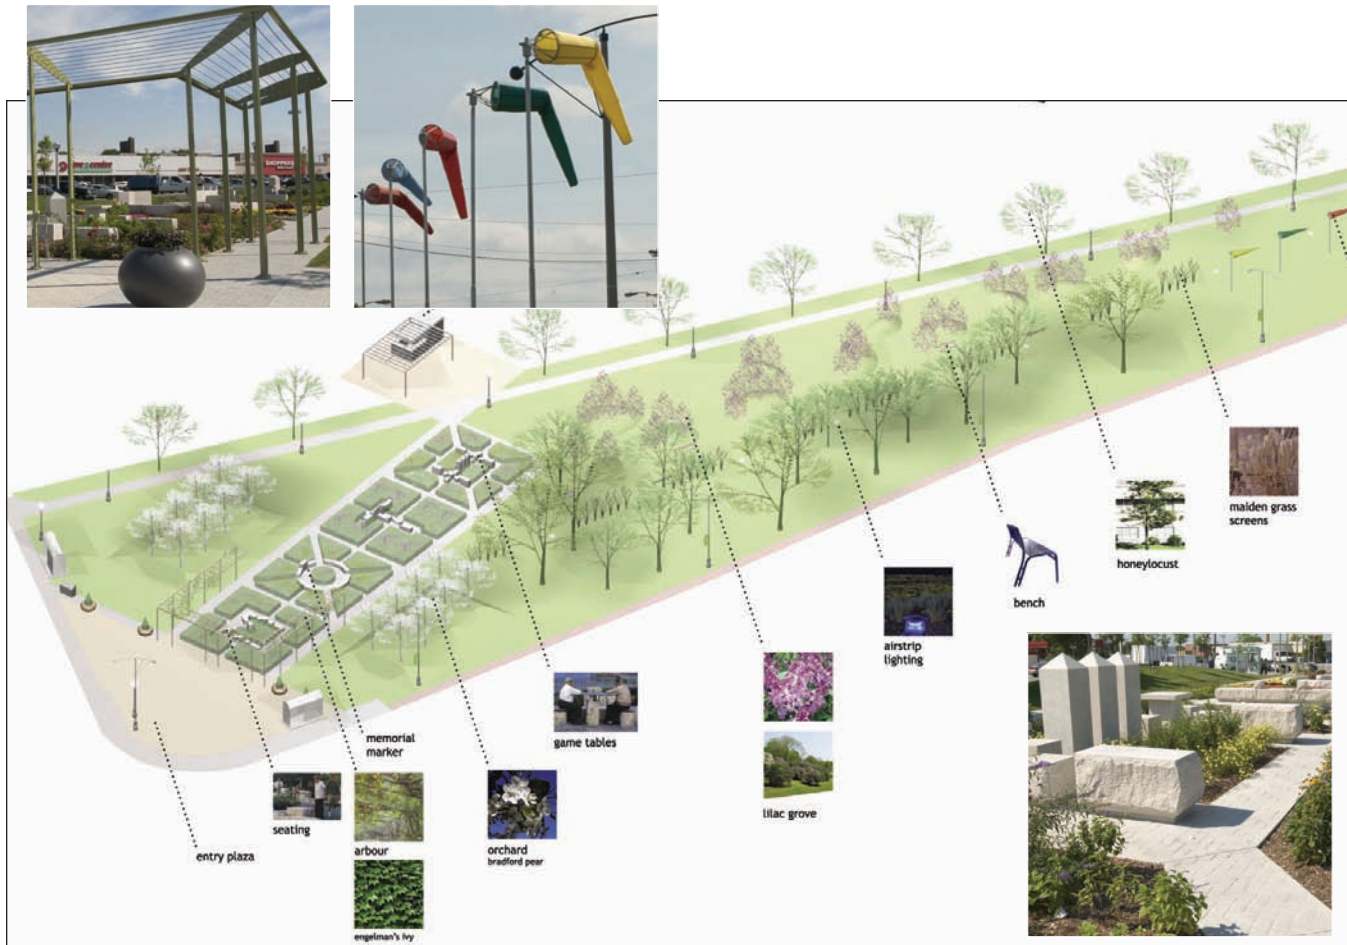 SHOPPERS
maiden grass
screens
honeylocust
bench
airstrip
lighting
game tables
memorial
marker
lilac grove
seating
arbour
orchard
bradford pear
entry plaza
engelman's ivy